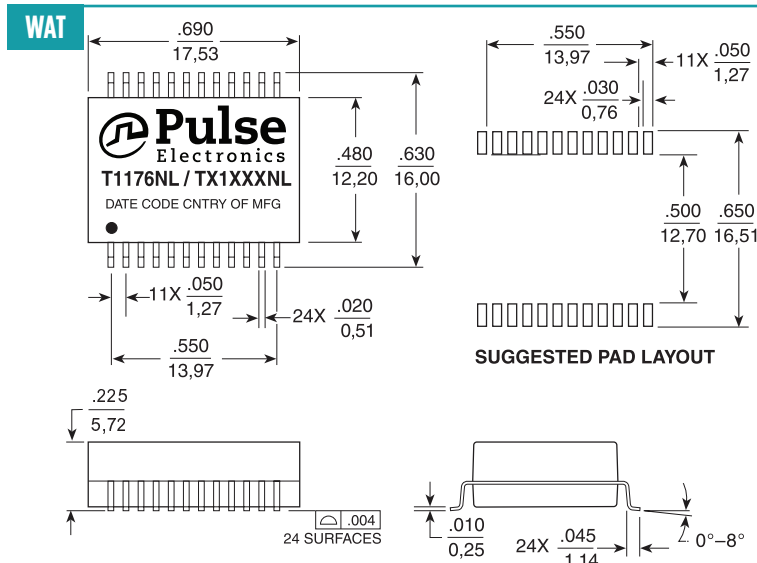 WAT
.690
17,53
.550
13,97
11X .050
1,27
24X .030
0,76
Pulse
Electronics
T1176NL / TX1XXXNL
DATE CODE CNTRY OF MFG
.480
12,20
.630
16,00
.500
12,70
.650
16,51
11X .050
1,27
24X .020
0,51
.550
13,97
SUGGESTED PAD LAYOUT
.225
5,72
.004
24 SURFACES
.010
0,25
24X .045
1,14
0°–8°